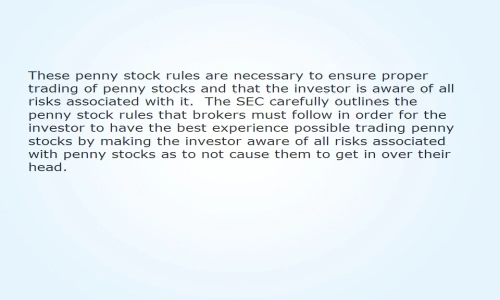 These penny stock rules are necessary to ensure proper
trading of penny stocks and that the investor is aware of all
risks associated with it.  The SEC carefully outlines the
penny stock rules that brokers must follow in order for the
investor to have the best experience possible trading penny
stocks by making the investor aware of all risks associated
with penny stocks as to not cause them to get in over their
head.